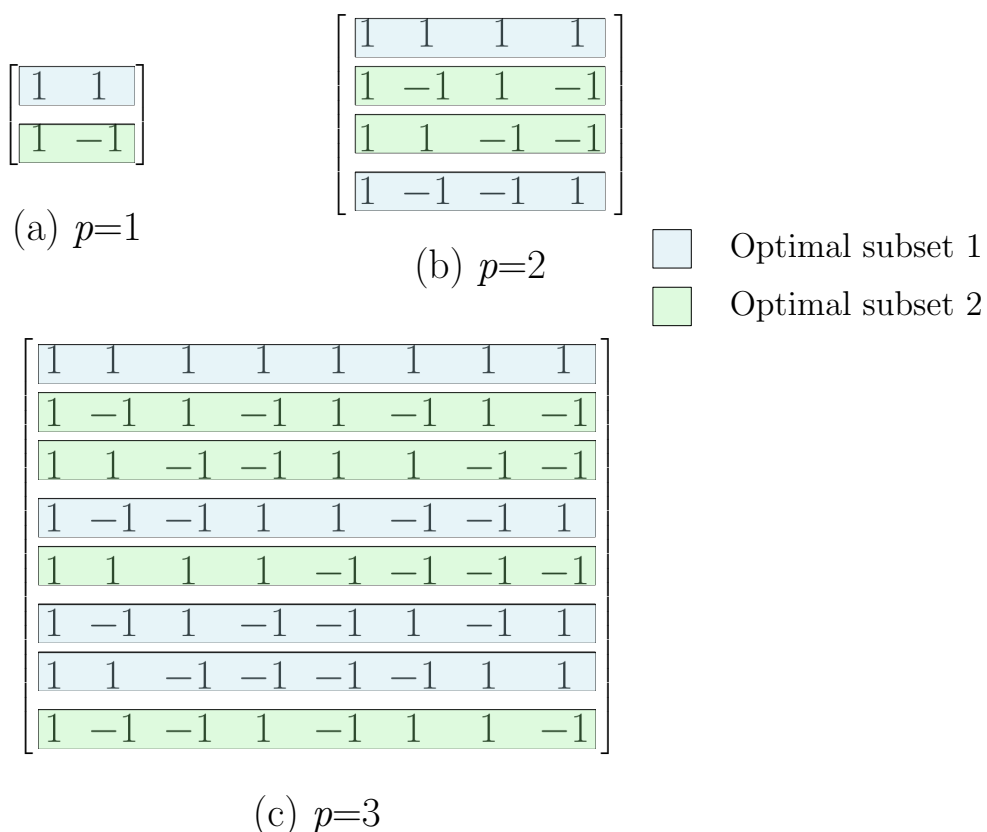 1 1
1 −1
(a) p=1
1 1 1 1
1 −1 1 −1
1 1 −1 −1
1 −1 −1 1
(b) p=2
Optimal subset 1
Optimal subset 2
1 1 1 1 1 1 1 1
1 −1 1 −1 1 −1 1 −1
1 1 −1 −1 1 1 −1 −1
1 −1 −1 1 1 −1 −1 1
1 1 1 1 −1 −1 −1 −1
1 −1 1 −1 −1 1 −1 1
1 1 −1 −1 −1 −1 1 1
1 −1 −1 1 −1 1 1 −1
(c) p=3